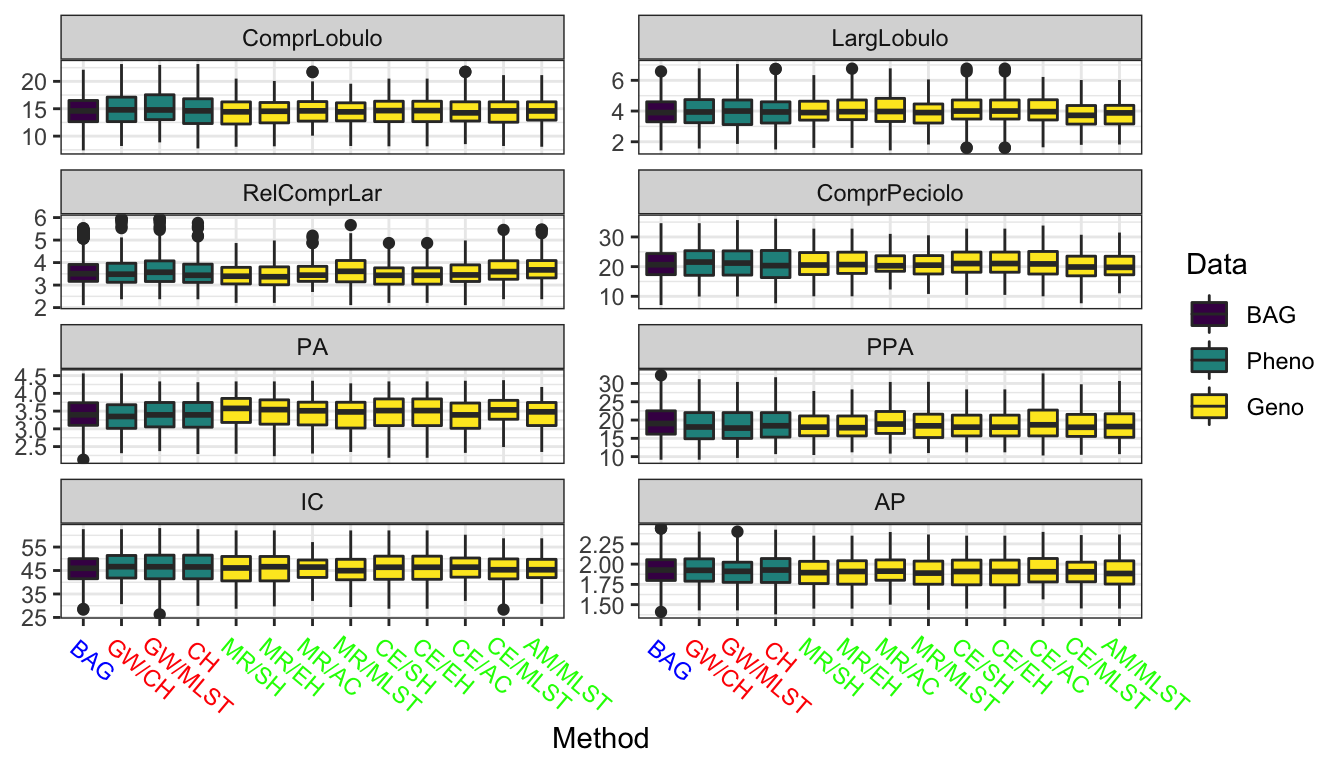 ComprLobulo
LargLobulo
20
15
10
6
4
2
RelComprLar
ComprPeciolo
6
5
4
3
2
30
20
10
PA
PPA
4.5
4.0
3.5
3.0
2.5
30
25
20
15
10
IC
AP
55
45
35
25
2.25
2.00
1.75
1.50
BAG
GW/CH
GW/MLST
CH
MR/SH
MR/EH
MR/AC
MR/MLST
CE/SH
CE/EH
CE/AC
CE/MLST
AM/MLST
BAG
GW/CH
GW/MLST
CH
MR/SH
MR/EH
MR/AC
MR/MLST
CE/SH
CE/EH
CE/AC
CE/MLST
AM/MLST
Method
Data
BAG
Pheno
Geno